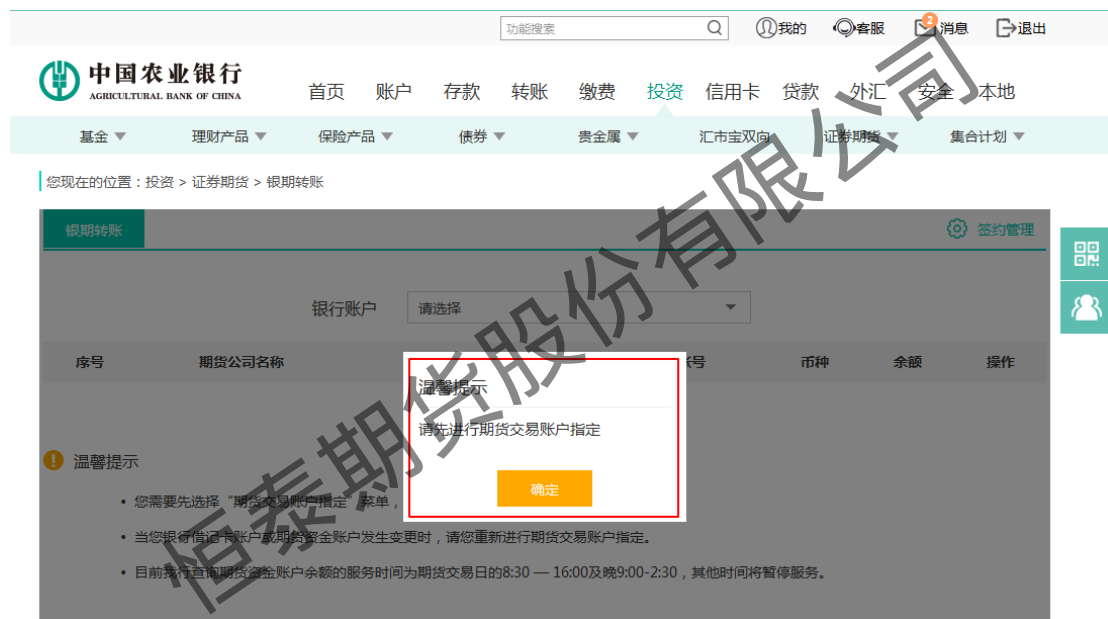 功能搜索 我的 客服 2 消息 退出
中国农业银行
AGRICULTURAL BANK OF CHINA
首页 账户 存款 转账 缴费 投资 信用卡 贷款 外汇 安全 本地
基金 理财产品 保险产品 债券 贵金属 汇市宝双向 证券期货 集合计划
您现在的位置：投资 > 证券期货 > 银期转账
银期转账 签约管理
银行账户 请选择
序号 期货公司名称 号 币种 余额 操作
温馨提示
请先进行期货交易账户指定
确定
温馨提示
• 您需要先选择“期货交易账户指定”菜单，
• 当您银行借记卡账户或期货资金账户发生变更时，请您重新进行期货交易账户指定。
• 目前我行查询期货资金账户余额的服务时间为期货交易日的8:30 — 16:00及晚9:00-2:30，其他时间将暂停服务。
恒泰期货股份有限公司